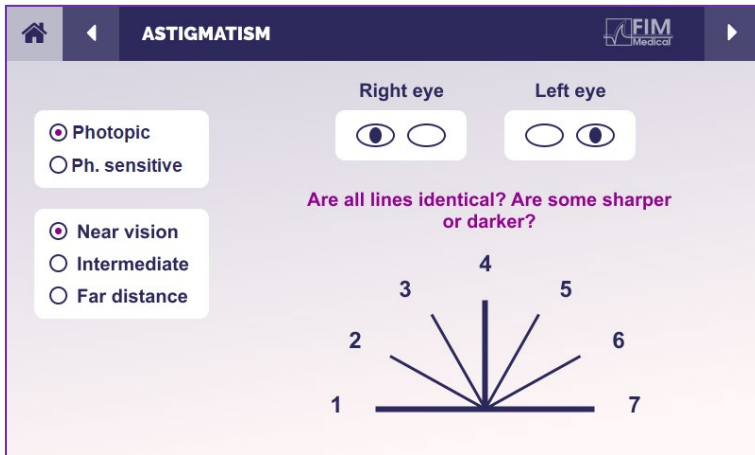 ASTIGMATISM
FIM
Medical
Right eye
Left eye
Photopic
Ph. sensitive
Near vision
Intermediate
Far distance
Are all lines identical? Are some sharper
or darker?
4
3
5
2
6
1
7